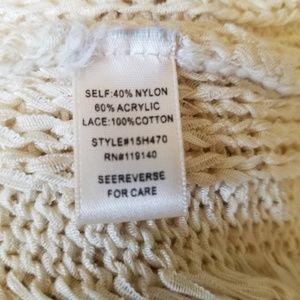 SELF:40% NYLON
60% ACRYLIC
LACE:100%COTTON
STYLE#15H470
RN#119140
SEEREVERSE
FOR CARE